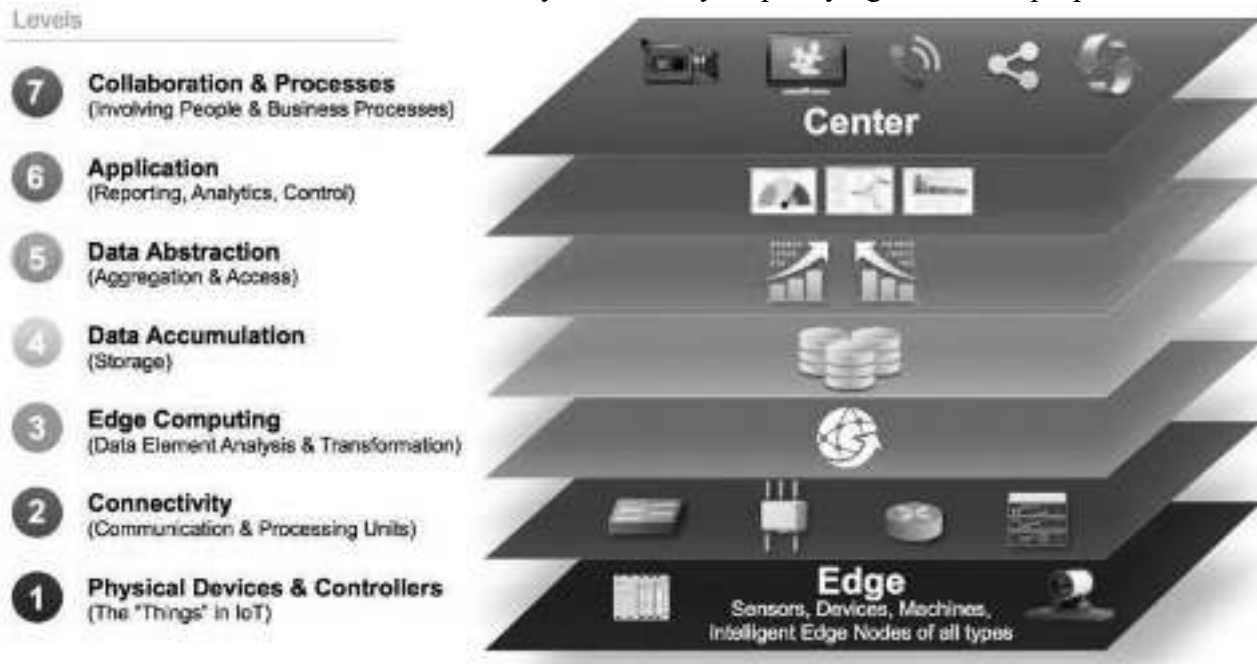 Levels
7
Collaboration & Processes
(Involving People & Business Processes)
6
Application
(Reporting, Analytics, Control)
5
Data Abstraction
(Aggregation & Access)
4
Data Accumulation
(Storage)
3
Edge Computing
(Data Element Analysis & Transformation)
2
Connectivity
(Communication & Processing Units)
1
Physical Devices & Controllers
(The "Things" in IoT)
Center
Edge
Sensors, Devices, Machines,
Intelligent Edge Nodes of all types